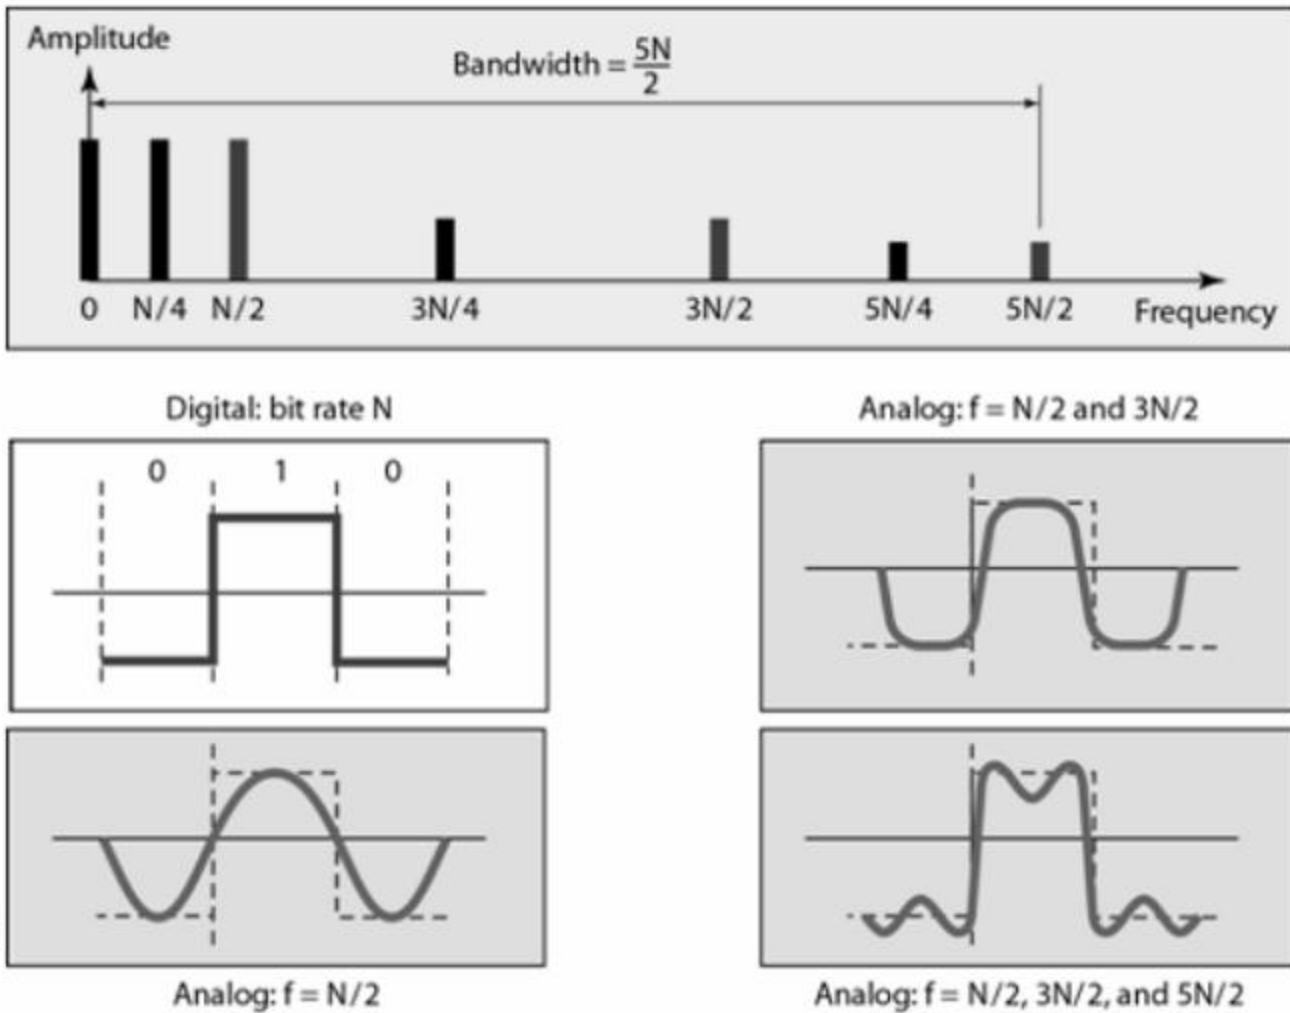 Amplitude
Bandwidth = 5N/2
0 N/4 N/2 3N/4 3N/2 5N/4 5N/2 Frequency
Digital: bit rate N
0 1 0
Analog: f = N/2
Analog: f = N/2 and 3N/2
Analog: f = N/2, 3N/2, and 5N/2